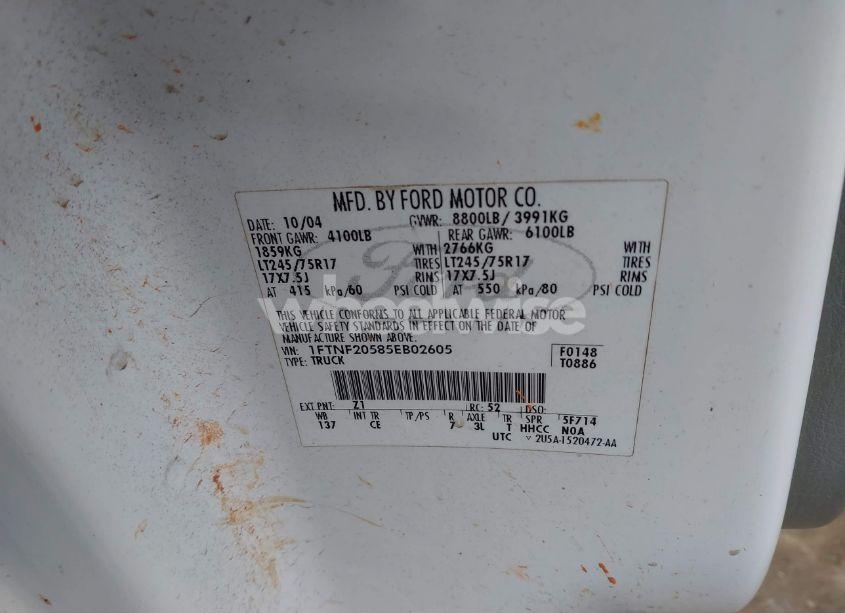 MFD. BY FORD MOTOR CO.
DATE: 10/04 GVWR: 8800LB/ 3991KG
FRONT GAWR: 4100LB REAR GAWR: 6100LB
1859KG WITH 2766KG WITH
LT245/75R17 TIRES LT245/75R17 TIRES
17X7.5J RIMS 17X7.5J RIMS
AT 415 kPa/60 PSI COLD AT 550 kPa/80 PSI COLD
Ford
wheelwise
THIS VEHICLE CONFORMS TO ALL APPLICABLE FEDERAL MOTOR
VEHICLE SAFETY STANDARDS IN EFFECT ON THE DATE OF
MANUFACTURE SHOWN ABOVE.
VIN: 1FTNF20585EB02605 F0148
TYPE: TRUCK T0886
EXT PNT: Z1 RC: 52 DSO:
WB INT TR TP/PS R AXLE TR SPR 5F714
137 CE 7 3L T HHCC N0A
UTC 2U5A-1520472-AA